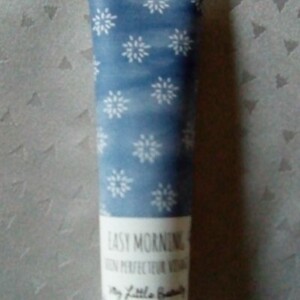 EASY MORNING
SOIN PERFECTEUR VISAGE
My Little Beauty